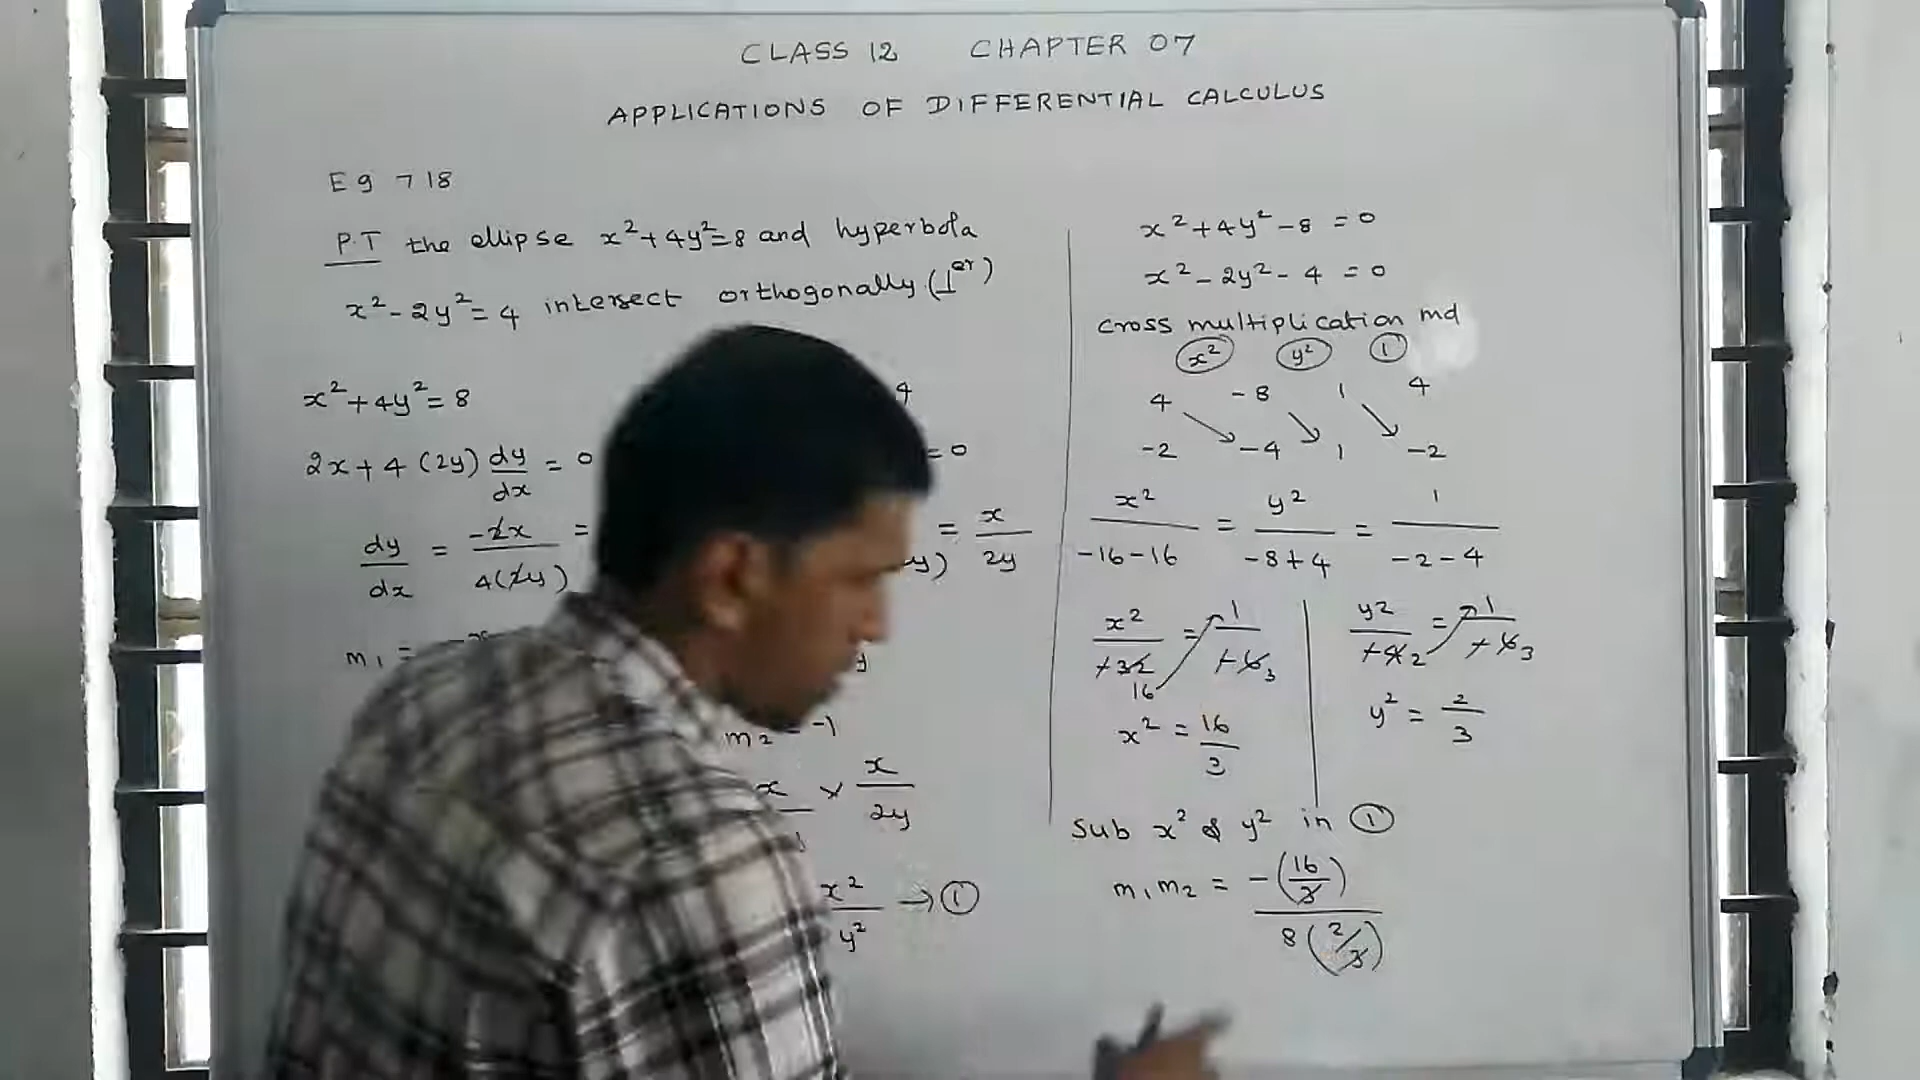 CLASS 12 CHAPTER 07
APPLICATIONS OF DIFFERENTIAL CALCULUS
Eg 7 18
P.T the ellipse x²+4y²=8 and hyperbola
x²-2y²=4 intersect orthogonally (⊥er)
x²+4y²=8
4
2x+4(2y) dy/dx = 0
=0
dy/dx = -2x/4(2y) =
y) = x/2y
m₁ =
y
m₂ = -1
x × x/2y
x²/y² → ①
x²+4y²-8 =0
x²-2y²-4 =0
cross multiplication md
x² y² 1
4 -8 1 4
-2 -4 1 -2
x²/-16-16 = y²/-8+4 = 1/-2-4
x²/+32 16 = 1/+6 3
x² = 16/3
y²/+4 2 = 1/+6 3
y² = 2/3
Sub x² & y² in ①
m₁m₂ = -(16/3)/8(2/3)